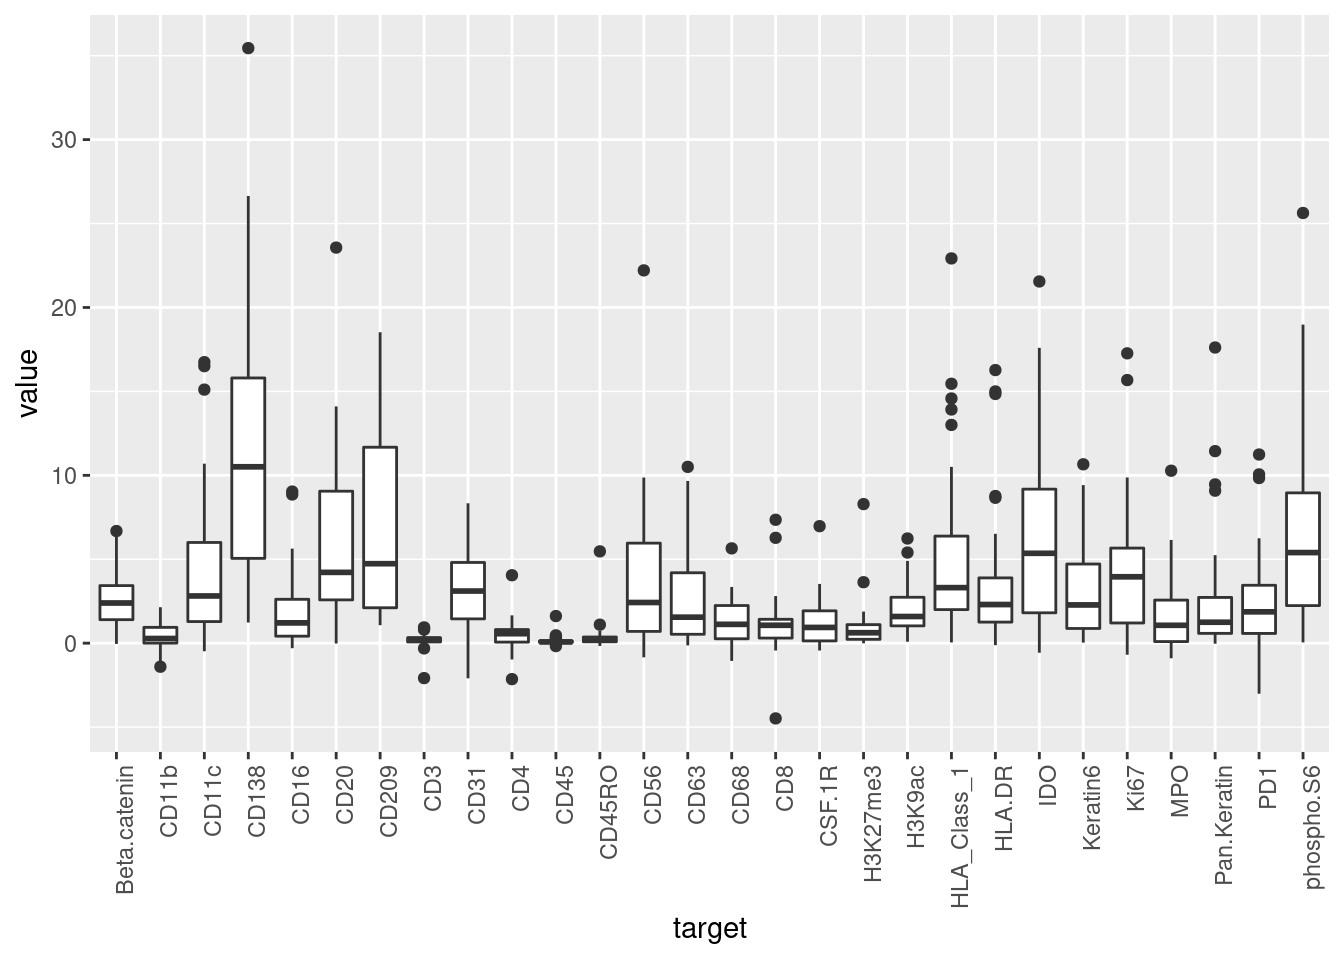 value
30
20
10
0
Beta.catenin
CD11b
CD11c
CD138
CD16
CD20
CD209
CD3
CD31
CD4
CD45
CD45RO
CD56
CD63
CD68
CD8
CSF.1R
H3K27me3
H3K9ac
HLA_Class_1
HLA.DR
IDO
Keratin6
Ki67
MPO
Pan.Keratin
PD1
phospho.S6
target